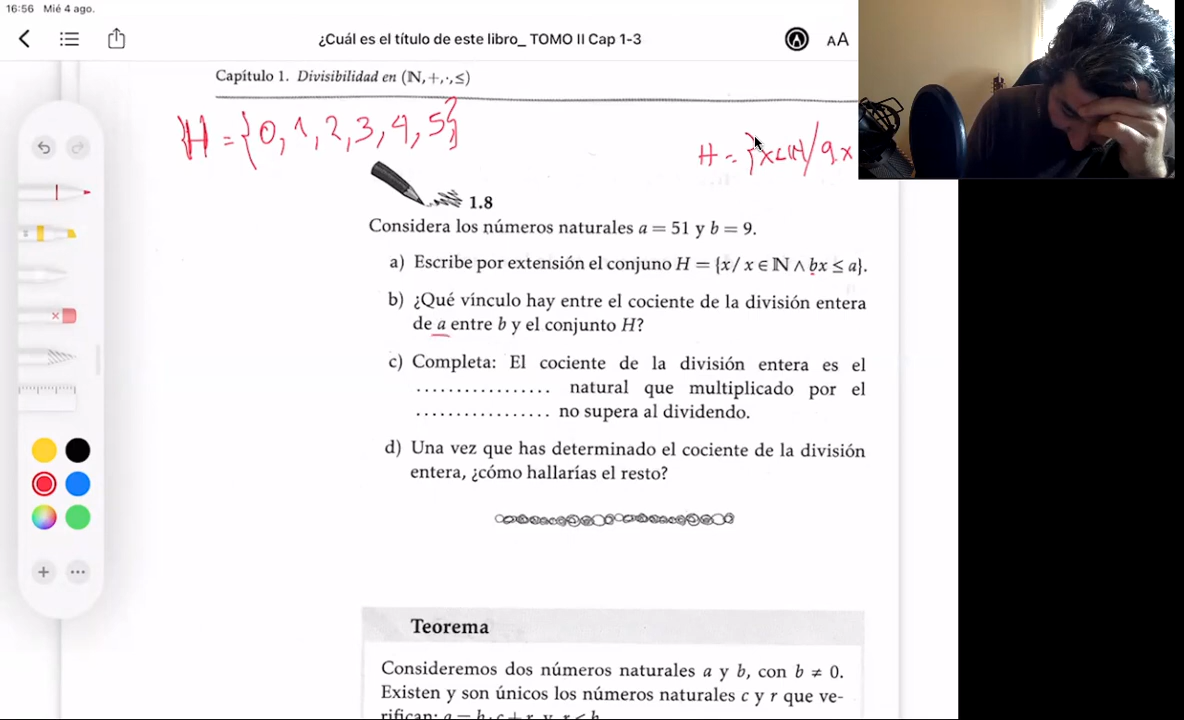 16:56 Mié 4 ago.
¿Cuál es el título de este libro_ TOMO II Cap 1-3
AA
Capítulo 1. Divisibilidad en (ℕ,+,·,≤)
H = {0, 1, 2, 3, 4, 5}
1.8
Considera los números naturales a = 51 y b = 9.
a) Escribe por extensión el conjuno H = {x/ x ∈ ℕ ∧ bx ≤ a}.
b) ¿Qué vínculo hay entre el cociente de la división entera
de a entre b y el conjunto H?
c) Completa: El cociente de la división entera es el
................. natural que multiplicado por el
................. no supera al dividendo.
d) Una vez que has determinado el cociente de la división
entera, ¿cómo hallarías el resto?
Teorema
Consideremos dos números naturales a y b, con b ≠ 0.
Existen y son únicos los números naturales c y r que ve-
rifican: a = b·c + r y r < b